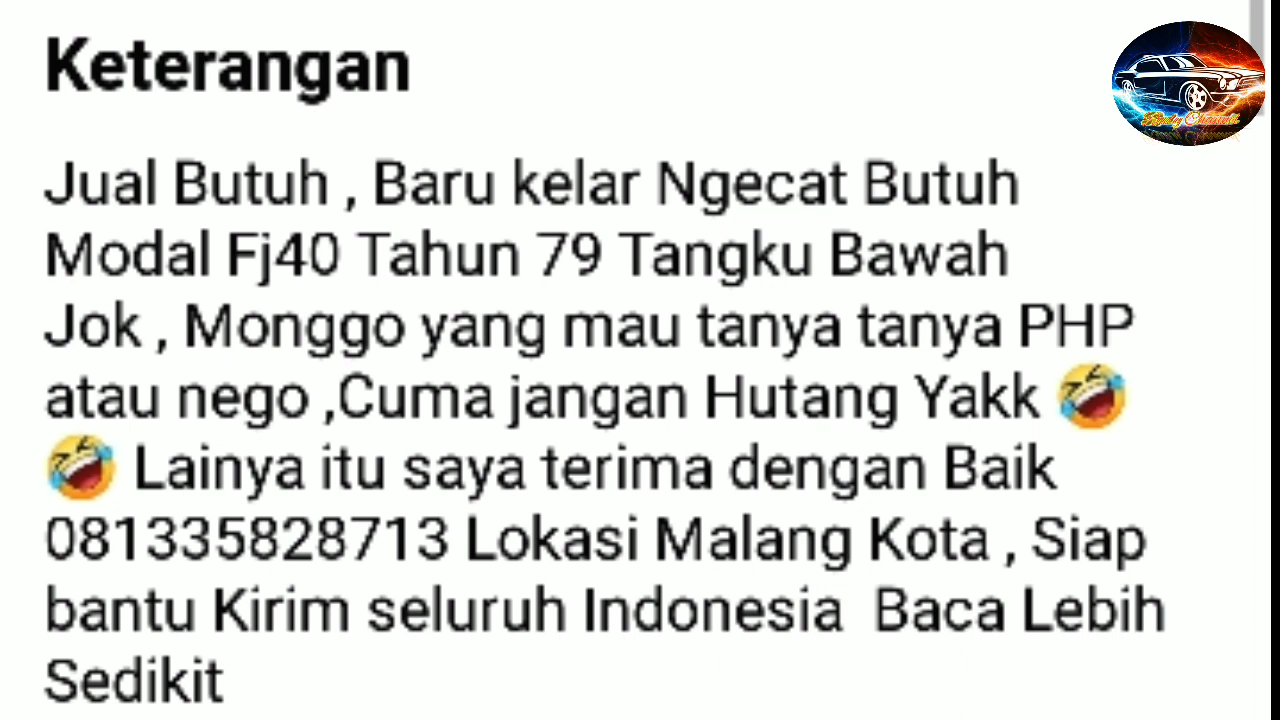 Keterangan
Jual Butuh , Baru kelar Ngecat Butuh
Modal Fj40 Tahun 79 Tangku Bawah
Jok , Monggo yang mau tanya tanya PHP
atau nego ,Cuma jangan Hutang Yakk 🤣
🤣 Lainya itu saya terima dengan Baik
081335828713 Lokasi Malang Kota , Siap
bantu Kirim seluruh Indonesia Baca Lebih
Sedikit